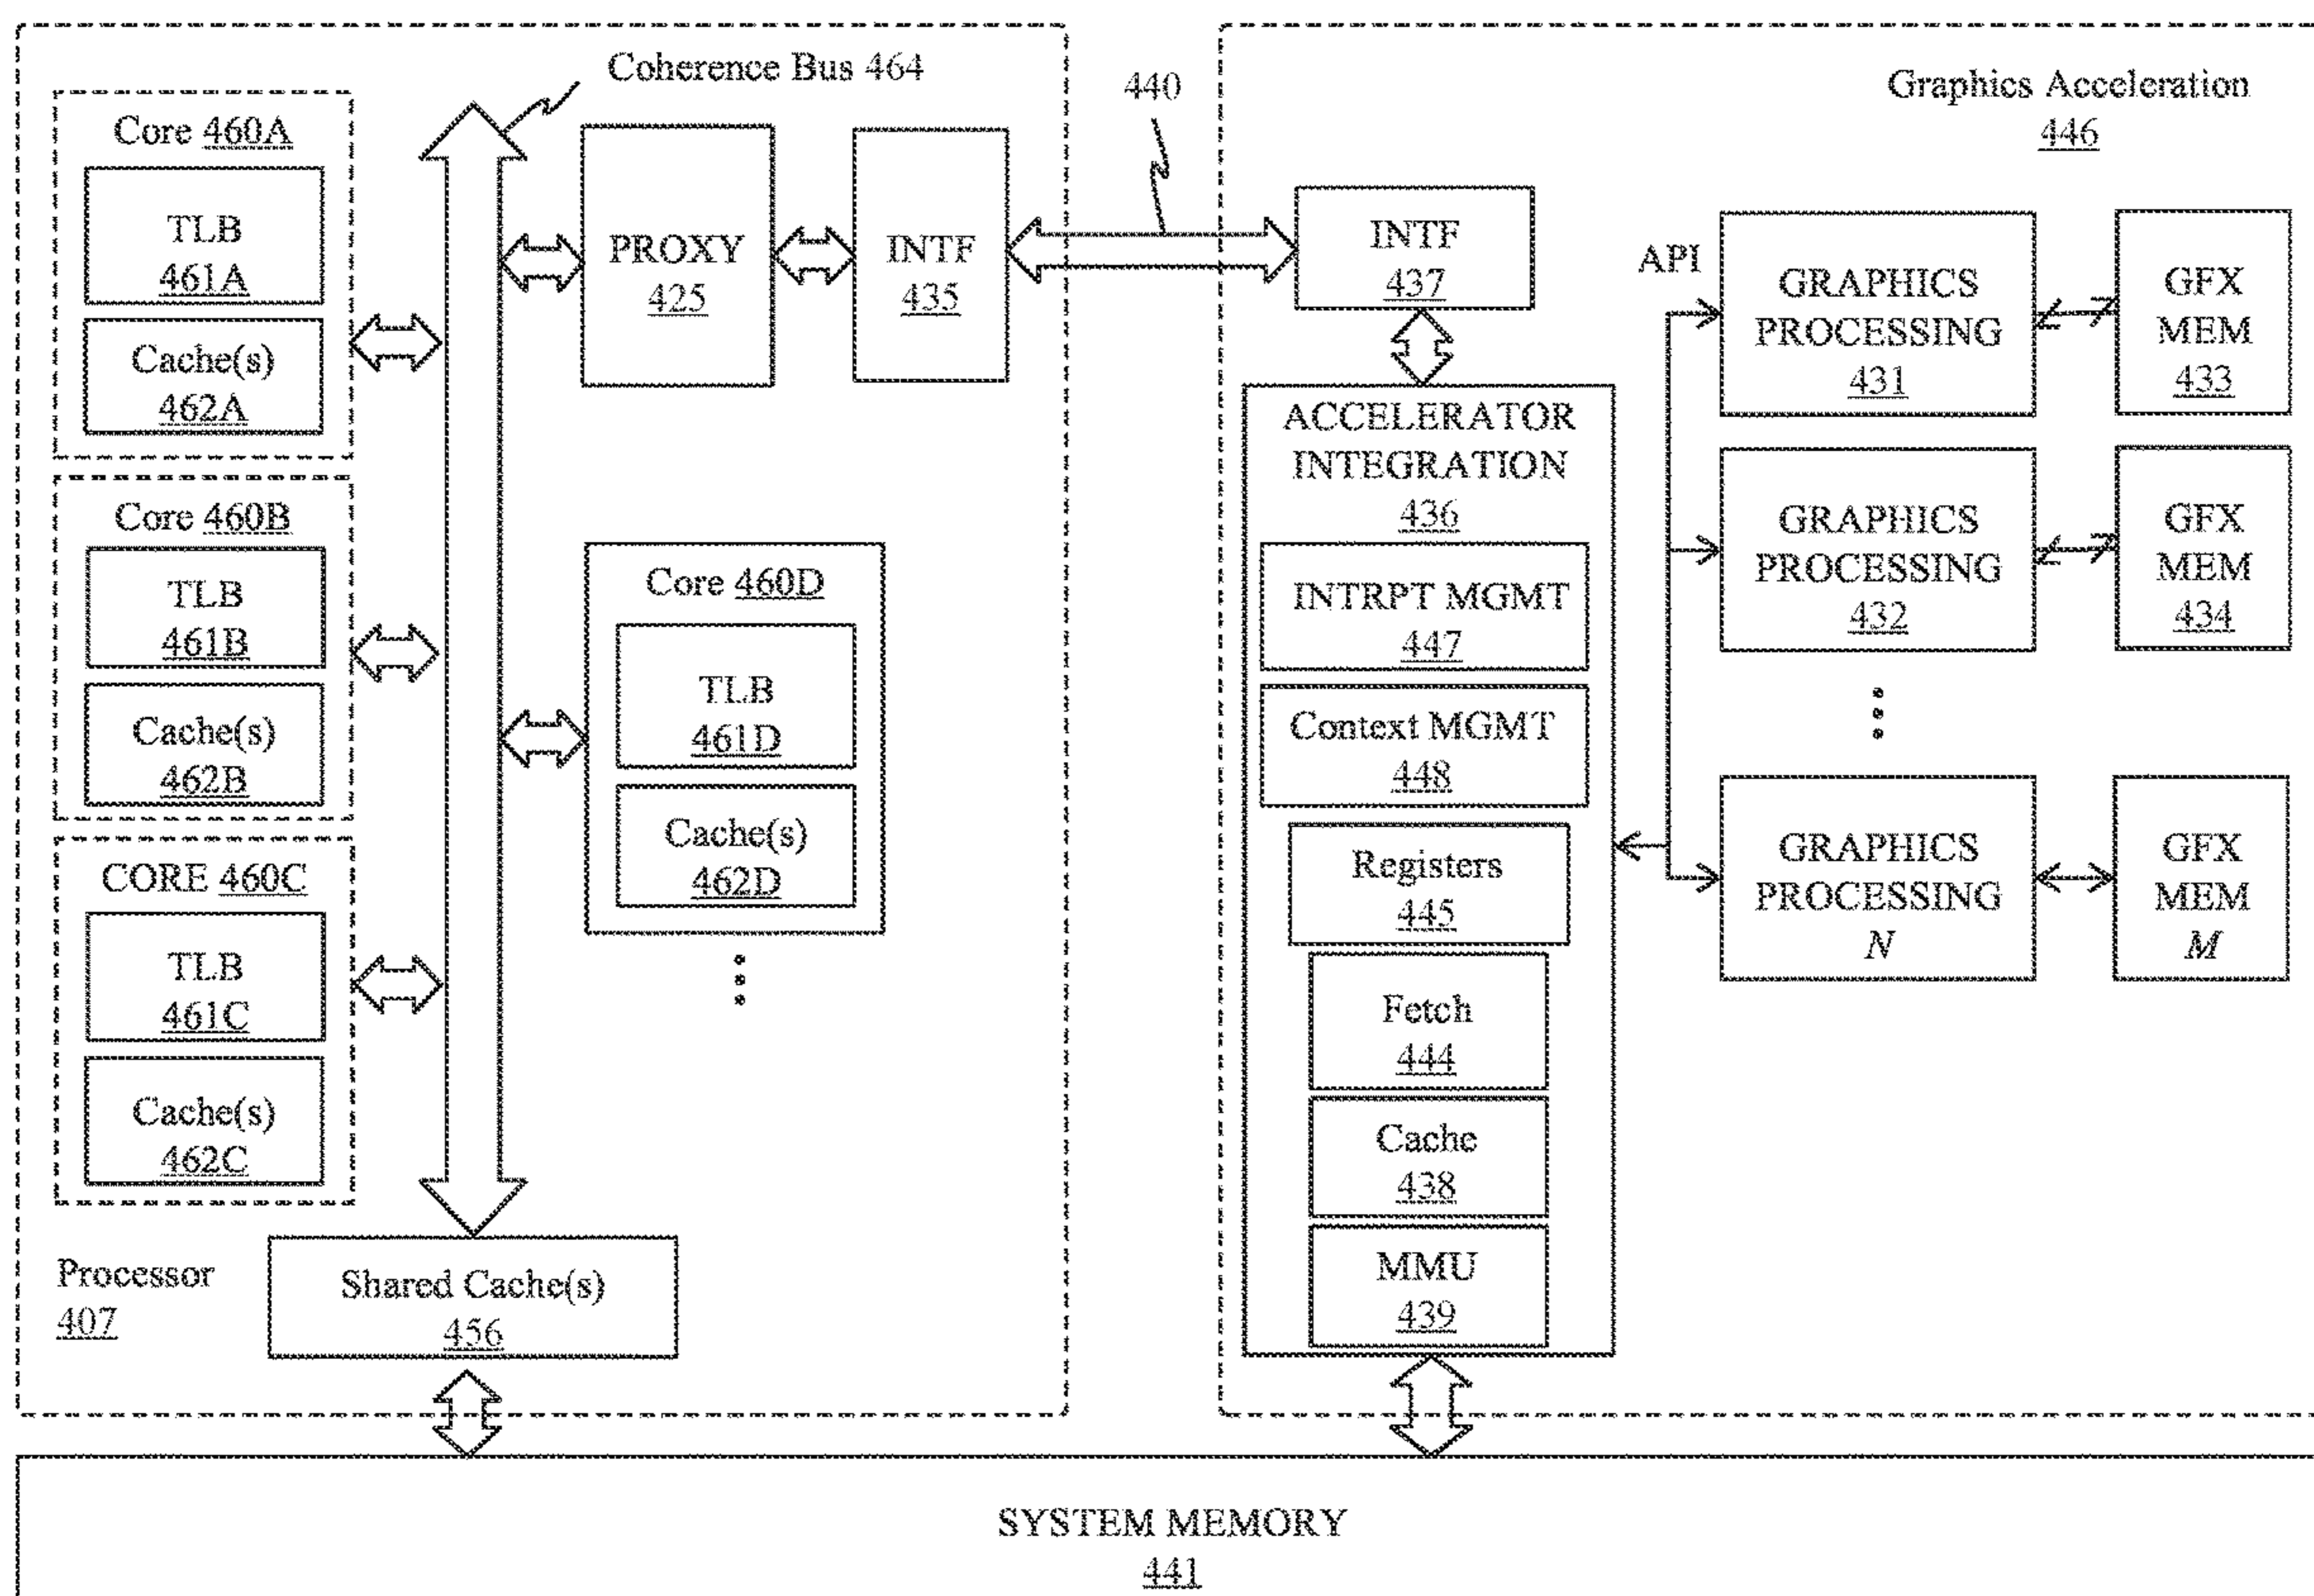 Coherence Bus 464
Core 460A
TLB
461A
Cache(s)
462A
Core 460B
TLB
461B
Cache(s)
462B
CORE 460C
TLB
461C
Cache(s)
462C
PROXY
425
INTF
435
Core 460D
TLB
461D
Cache(s)
462D
Shared Cache(s)
456
Processor
407
440
Graphics Acceleration
446
INTF
437
ACCELERATOR
INTEGRATION
436
INTRPT MGMT
447
Context MGMT
448
Registers
445
Fetch
444
Cache
438
MMU
439
API
GRAPHICS
PROCESSING
431
GFX
MEM
433
GRAPHICS
PROCESSING
432
GFX
MEM
434
GRAPHICS
PROCESSING
N
GFX
MEM
M
SYSTEM MEMORY
441